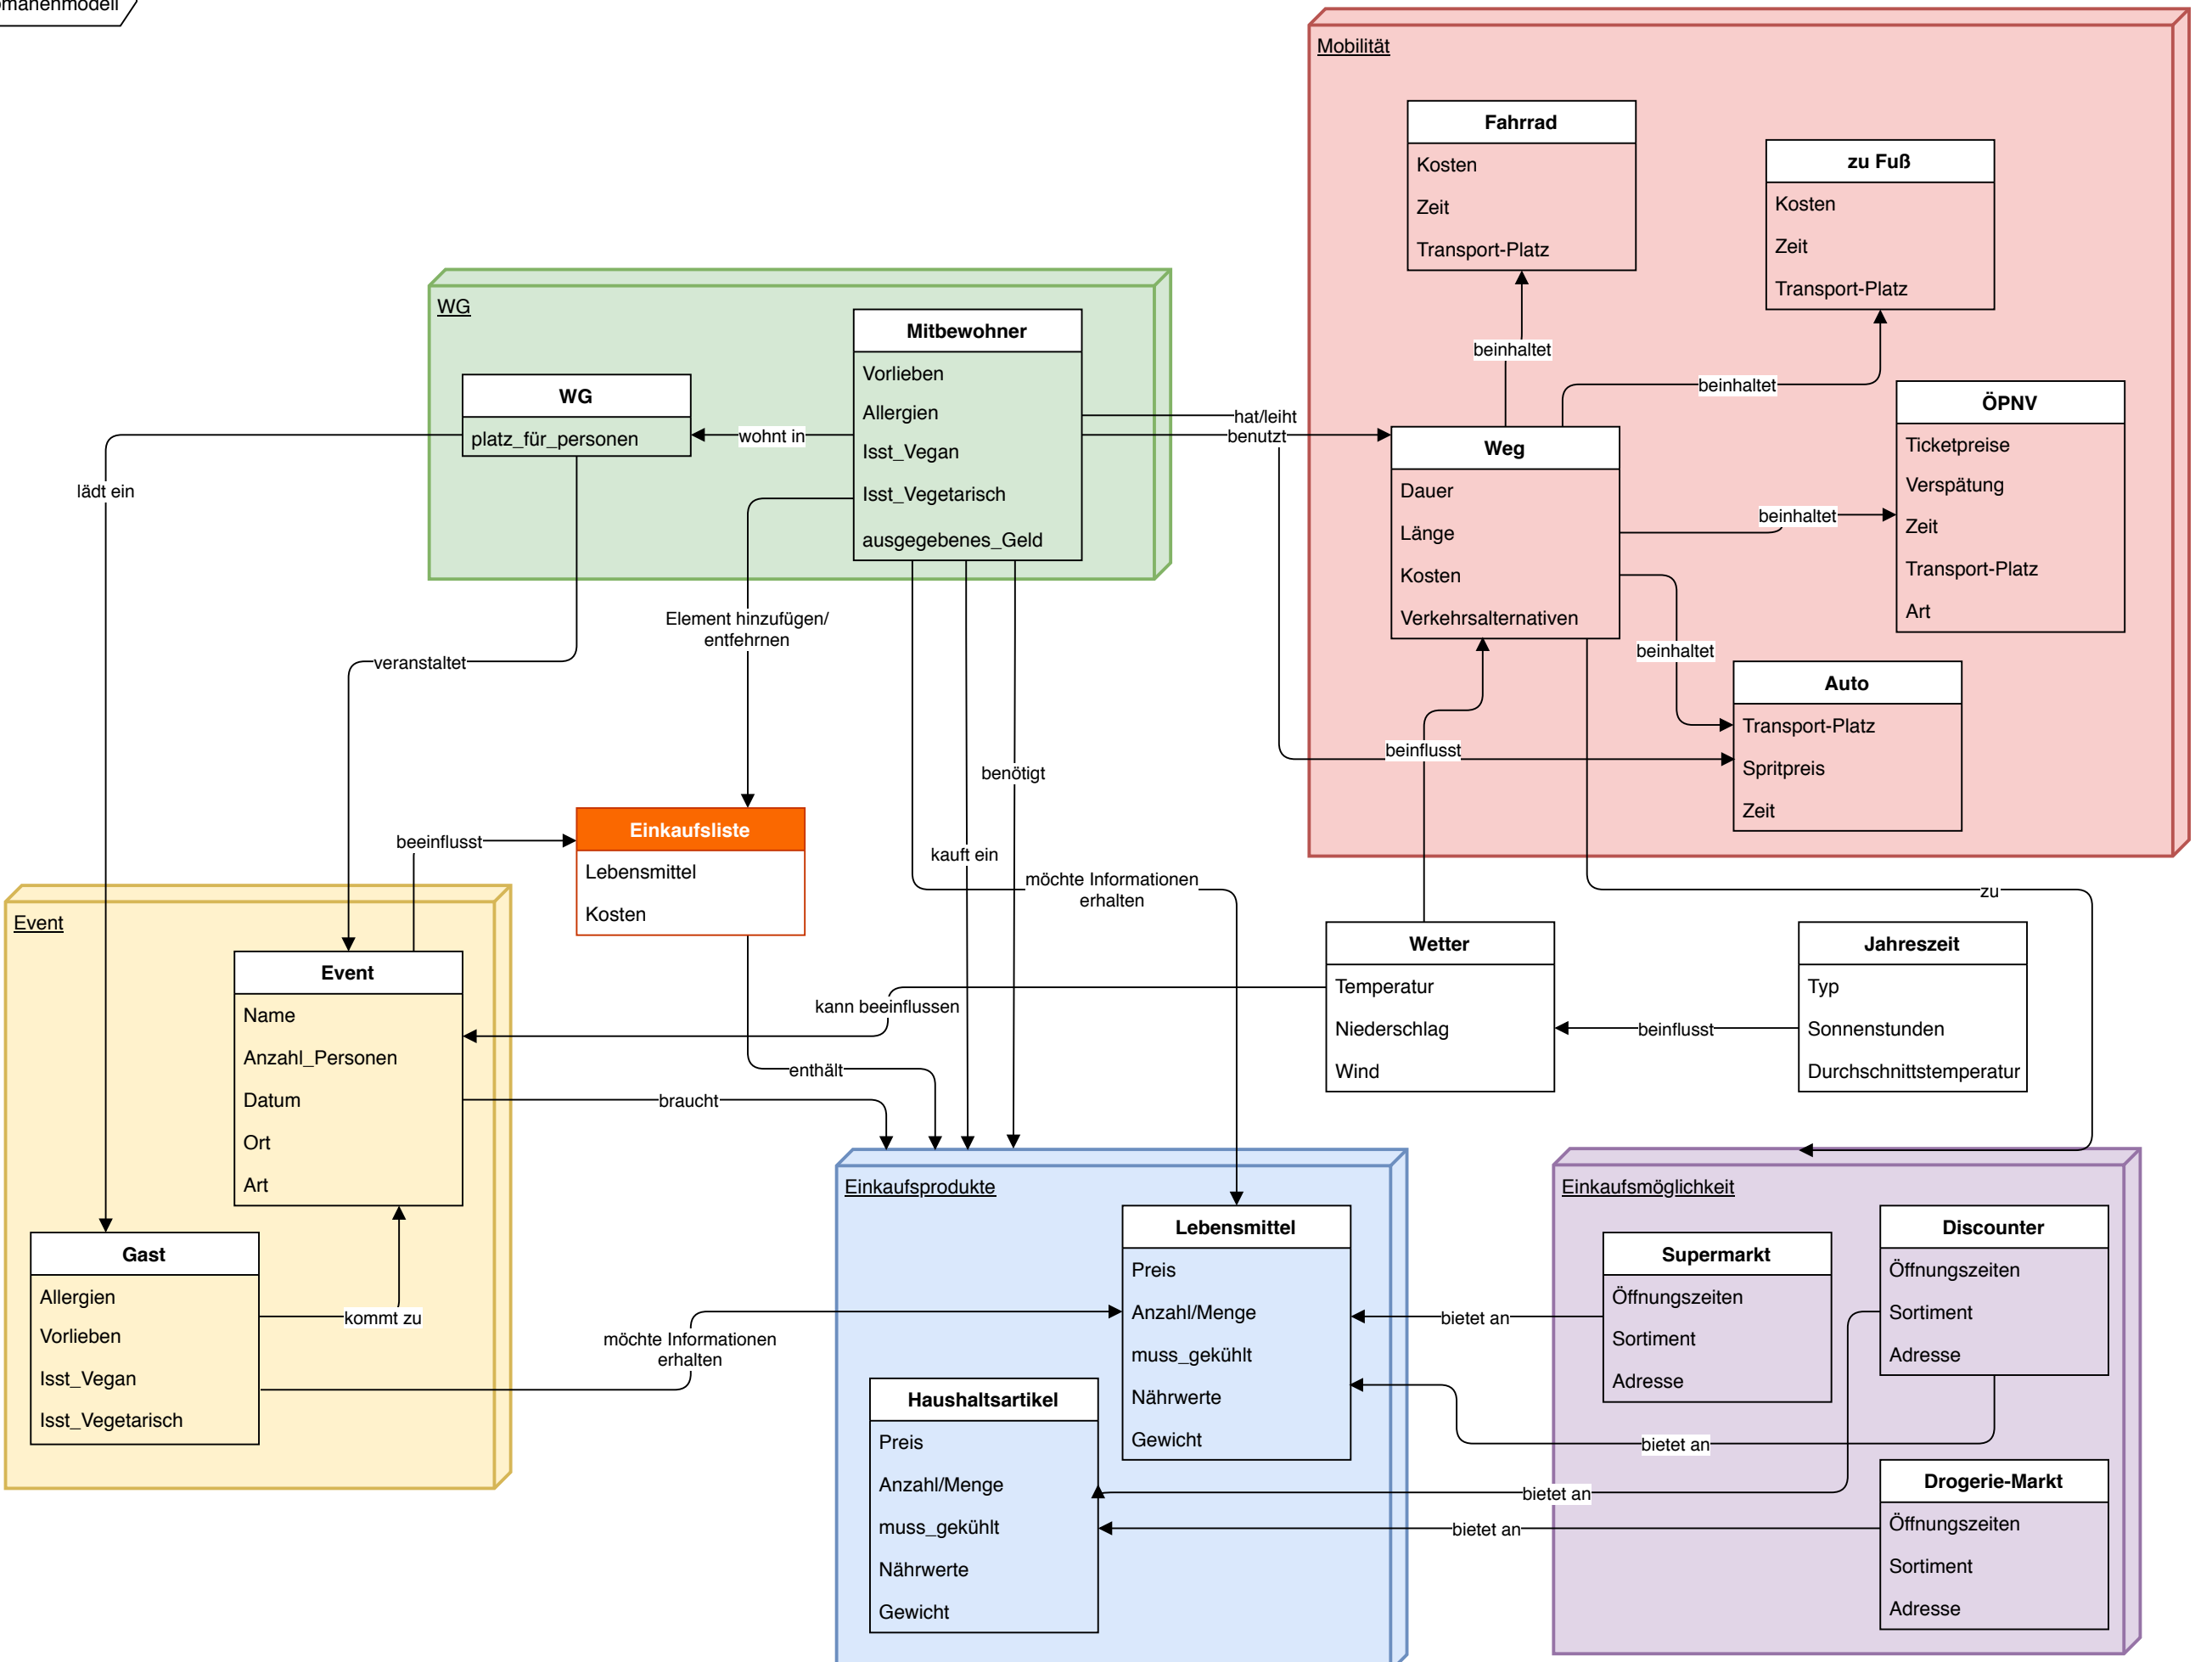 Mobilität
Fahrrad
Kosten
Zeit
Transport-Platz
zu Fuß
Kosten
Zeit
Transport-Platz
beinhaltet
beinhaltet
ÖPNV
Ticketpreise
Verspätung
Zeit
Transport-Platz
Art
Weg
Dauer
Länge
Kosten
Verkehrsalternativen
beinhaltet
beinhaltet
Auto
Transport-Platz
Spritpreis
Zeit
WG
Mitbewohner
Vorlieben
Allergien
Isst_Vegan
Isst_Vegetarisch
ausgegebenes_Geld
WG
platz_für_personen
wohnt in
hat/leiht
benutzt
lädt ein
veranstaltet
Element hinzufügen/
entfehrnen
benötigt
kauft ein
möchte Informationen
erhalten
beinflusst
zu
beeinflusst
Einkaufsliste
Lebensmittel
Kosten
Event
Event
Name
Anzahl_Personen
Datum
Ort
Art
Gast
Allergien
Vorlieben
Isst_Vegan
Isst_Vegetarisch
kommt zu
kann beeinflussen
enthält
braucht
möchte Informationen
erhalten
Wetter
Temperatur
Niederschlag
Wind
beinflusst
Jahreszeit
Typ
Sonnenstunden
Durchschnittstemperatur
Einkaufsprodukte
Lebensmittel
Preis
Anzahl/Menge
muss_gekühlt
Nährwerte
Gewicht
Haushaltsartikel
Preis
Anzahl/Menge
muss_gekühlt
Nährwerte
Gewicht
Einkaufsmöglichkeit
Supermarkt
Öffnungszeiten
Sortiment
Adresse
Discounter
Öffnungszeiten
Sortiment
Adresse
Drogerie-Markt
Öffnungszeiten
Sortiment
Adresse
bietet an
bietet an
bietet an
bietet an